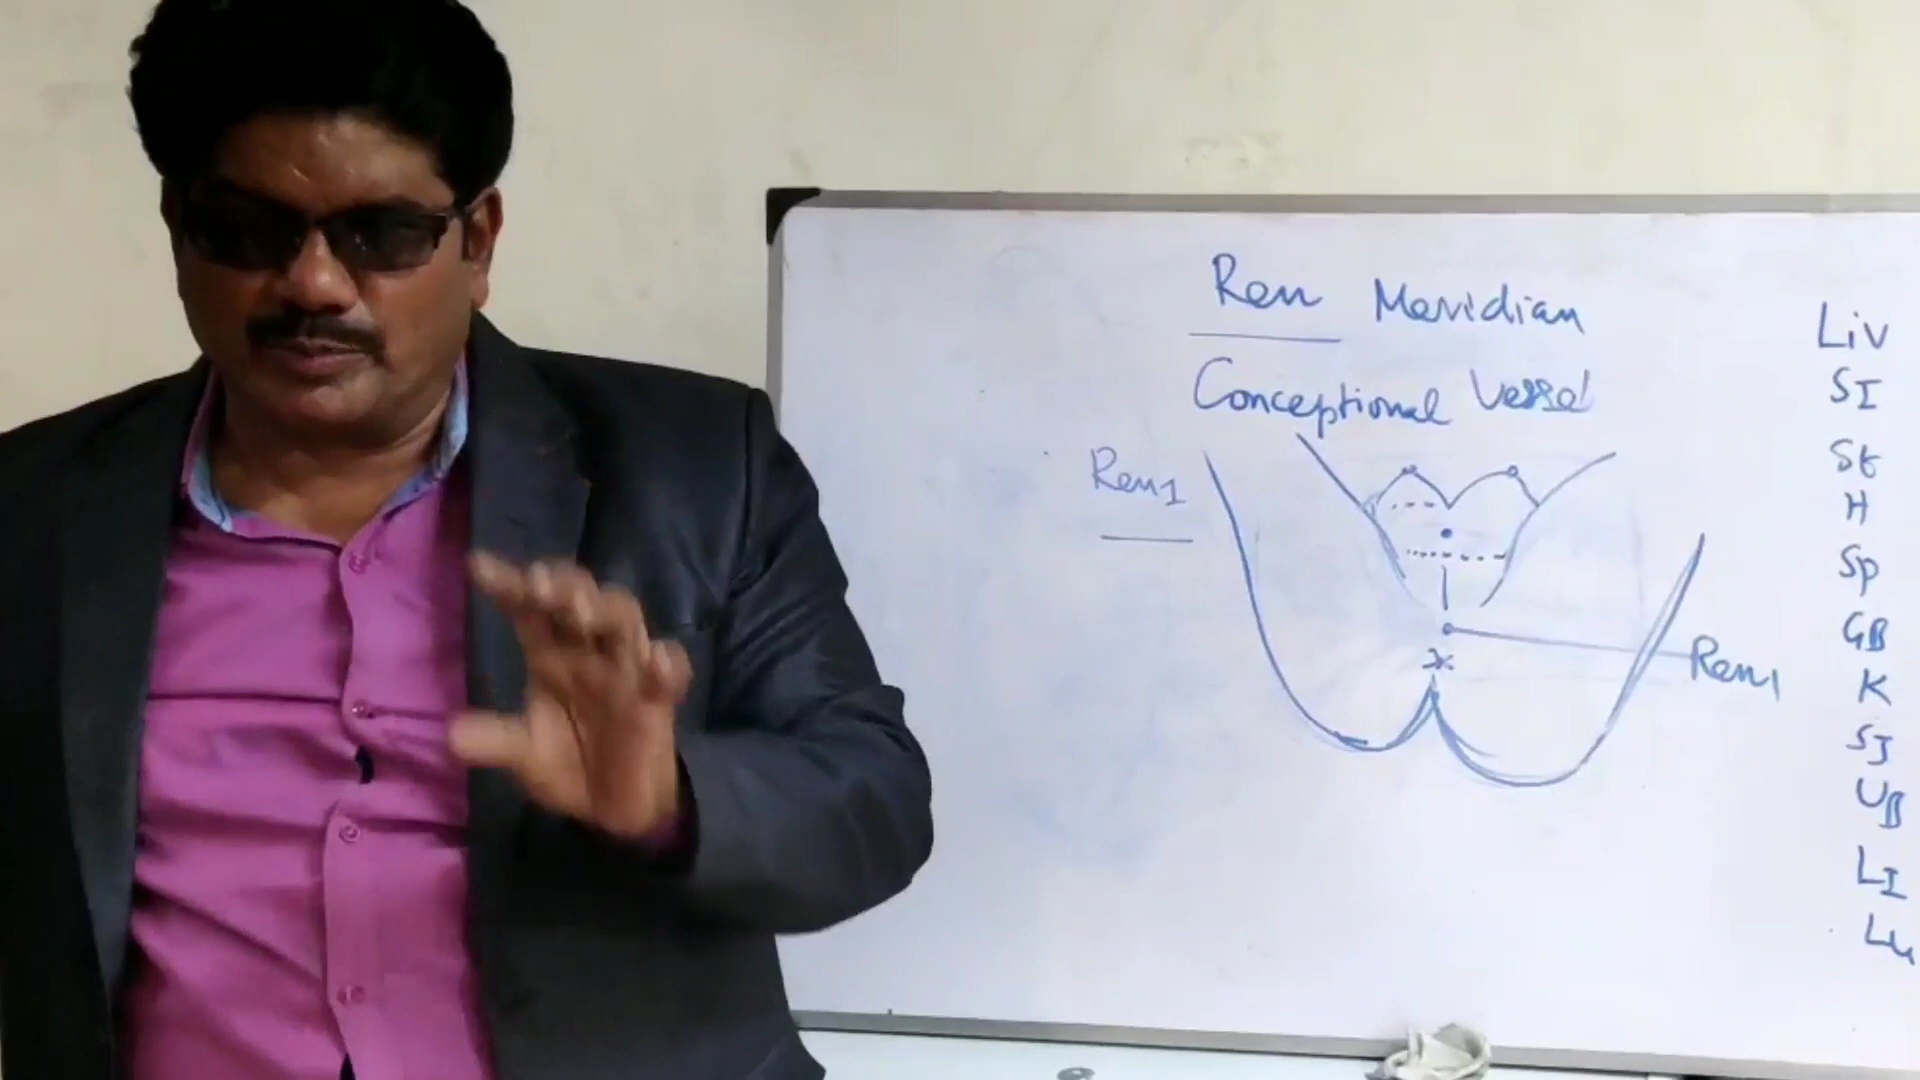 Ren Meridian
Conceptional Vessel
Ren1
Ren1
Liv
SI
St
H
Sp
GB
K
SJ
UB
LI
Lu